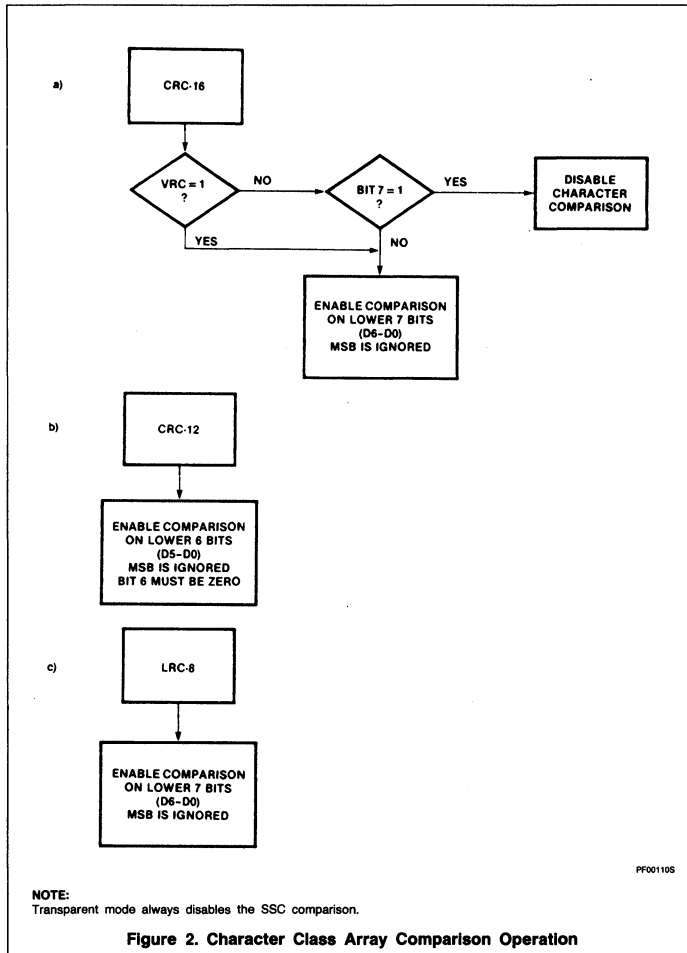 a)
CRC-16
VRC = 1
?
NO
BIT 7 = 1
?
YES
DISABLE
CHARACTER
COMPARISON
YES
NO
ENABLE COMPARISON
ON LOWER 7 BITS
(D6-D0)
MSB IS IGNORED
b)
CRC-12
ENABLE COMPARISON
ON LOWER 6 BITS
(D5-D0)
MSB IS IGNORED
BIT 6 MUST BE ZERO
c)
LRC-8
ENABLE COMPARISON
ON LOWER 7 BITS
(D6-D0)
MSB IS IGNORED
PF00110S
NOTE:
Transparent mode always disables the SSC comparison.
Figure 2. Character Class Array Comparison Operation